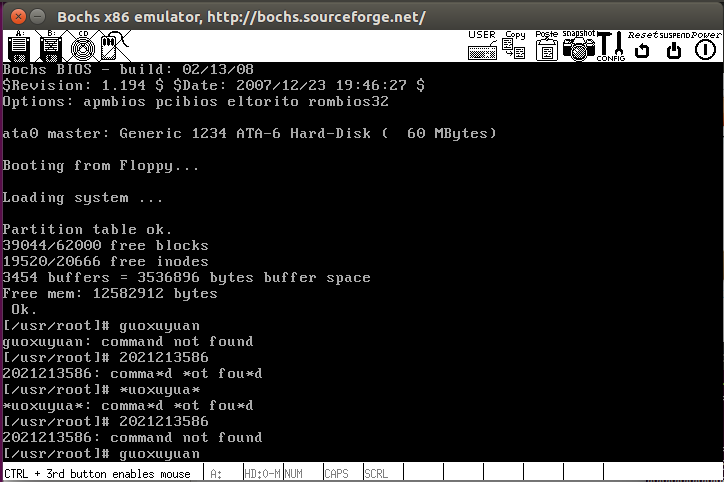 Bochs x86 emulator, http://bochs.sourceforge.net/
A: B: CD USER Copy Paste snapshot CONFIG Reset SUSPEND Power
Bochs BIOS - build: 02/13/08
$Revision: 1.194 $ $Date: 2007/12/23 19:46:27 $
Options: apmbios pcibios eltorito rombios32
ata0 master: Generic 1234 ATA-6 Hard-Disk (  60 MBytes)
Booting from Floppy...
Loading system ...
Partition table ok.
39044/62000 free blocks
19520/20666 free inodes
3454 buffers = 3536896 bytes buffer space
Free mem: 12582912 bytes
Ok.
[/usr/root]# guoxuyuan
guoxuyuan: command not found
[/usr/root]# 2021213586
2021213586: comma*d *ot fou*d
[/usr/root]# *uoxuyua*
*uoxuyua*: comma*d *ot fou*d
[/usr/root]# 2021213586
2021213586: command not found
[/usr/root]# guoxuyuan
CTRL + 3rd button enables mouse A: HD:0-M NUM CAPS SCRL